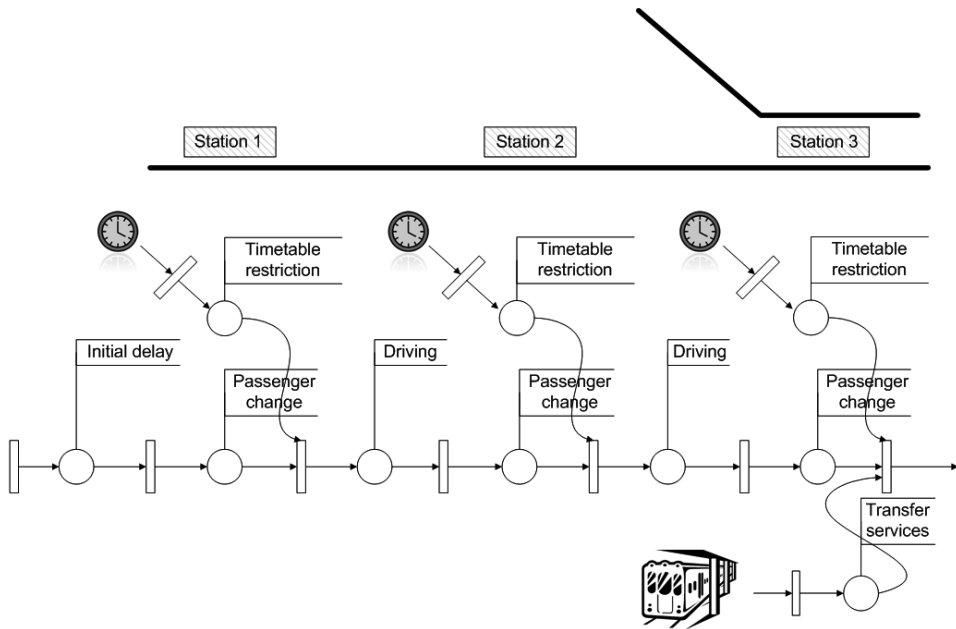 Station 1
Station 2
Station 3
Timetable
restriction
Timetable
restriction
Timetable
restriction
Initial delay
Driving
Driving
Passenger
change
Passenger
change
Passenger
change
Transfer
services